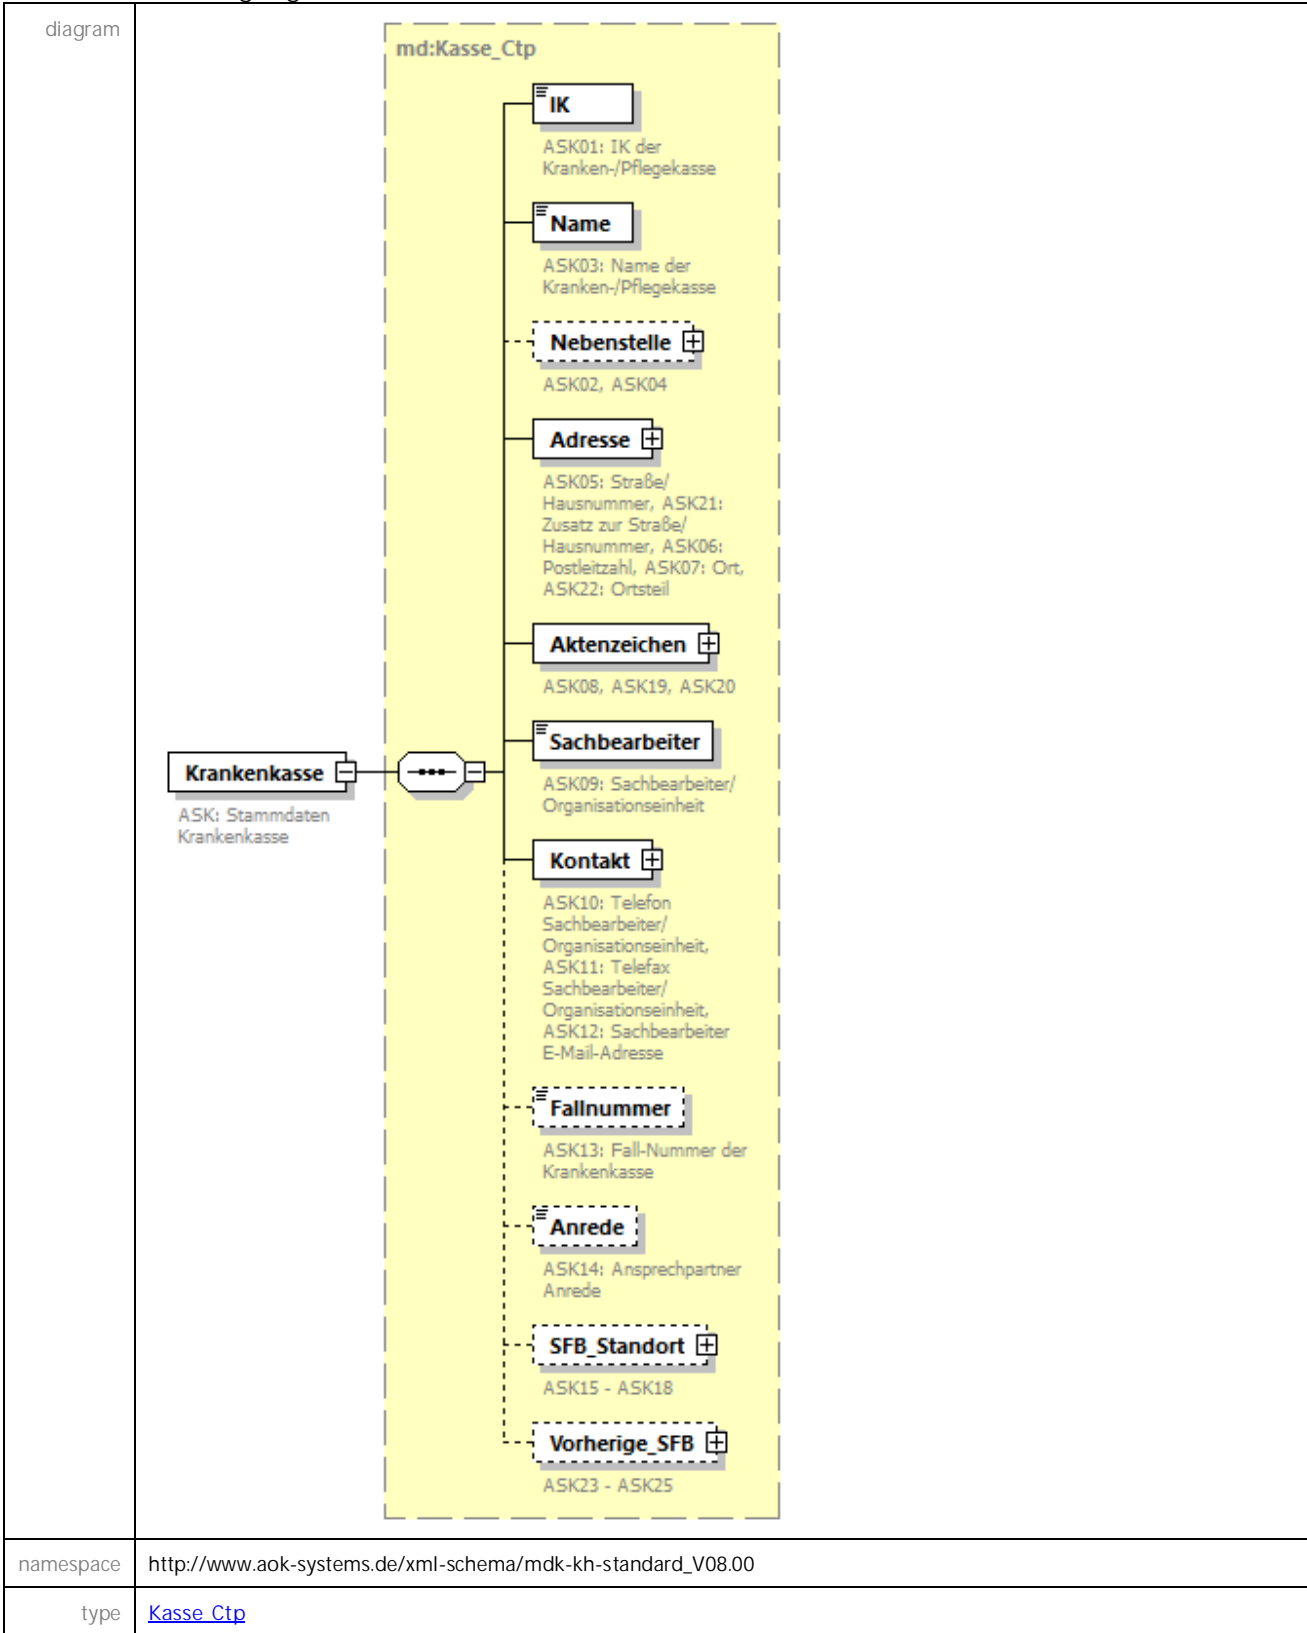 diagram
md:Kasse_Ctp
IK
ASK01: IK der
Kranken-/Pflegekasse
Name
ASK03: Name der
Kranken-/Pflegekasse
Nebenstelle
ASK02, ASK04
Adresse
ASK05: Straße/
Hausnummer, ASK21:
Zusatz zur Straße/
Hausnummer, ASK06:
Postleitzahl, ASK07: Ort,
ASK22: Ortsteil
Aktenzeichen
ASK08, ASK19, ASK20
Sachbearbeiter
ASK09: Sachbearbeiter/
Organisationseinheit
Krankenkasse
ASK: Stammdaten
Krankenkasse
Kontakt
ASK10: Telefon
Sachbearbeiter/
Organisationseinheit,
ASK11: Telefax
Sachbearbeiter/
Organisationseinheit,
ASK12: Sachbearbeiter
E-Mail-Adresse
Fallnummer
ASK13: Fall-Nummer der
Krankenkasse
Anrede
ASK14: Ansprechpartner
Anrede
SFB_Standort
ASK15 - ASK18
Vorherige_SFB
ASK23 - ASK25
namespace http://www.aok-systems.de/xml-schema/mdk-kh-standard_V08.00
type Kasse_Ctp